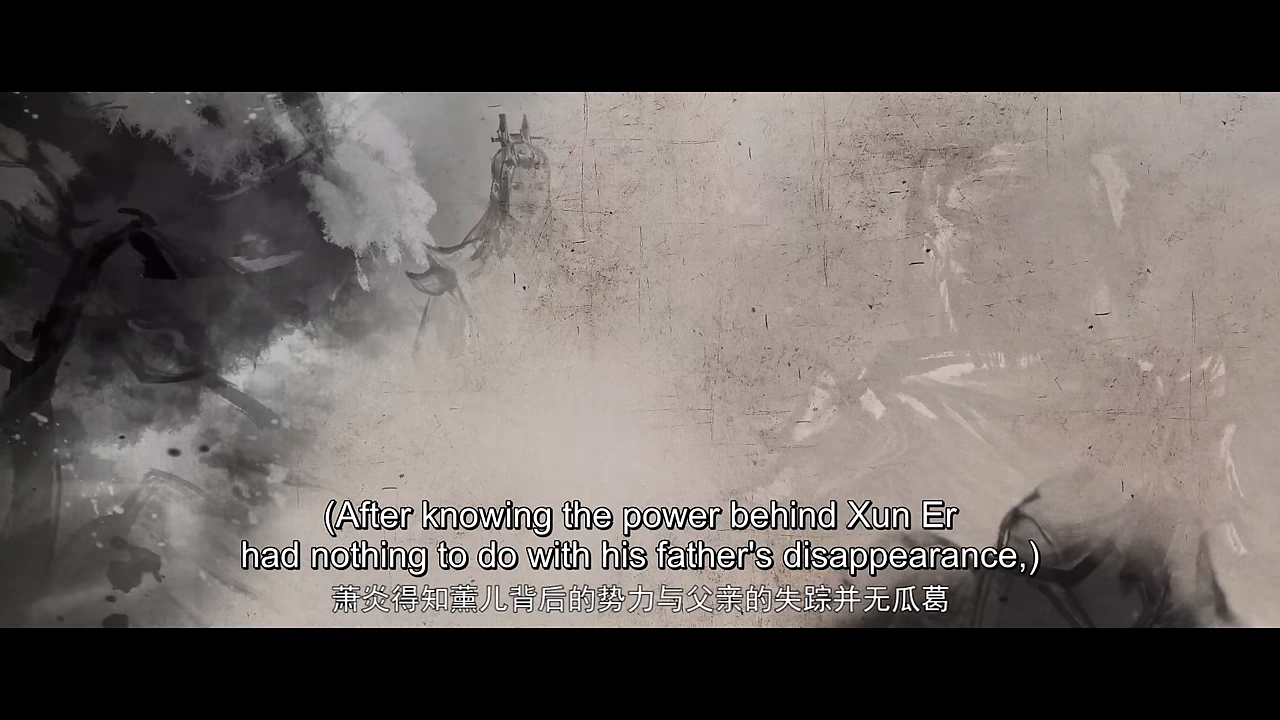 (After knowing the power behind Xun Er
had nothing to do with his father's disappearance,)
萧炎得知薰儿背后的势力与父亲的失踪并无瓜葛